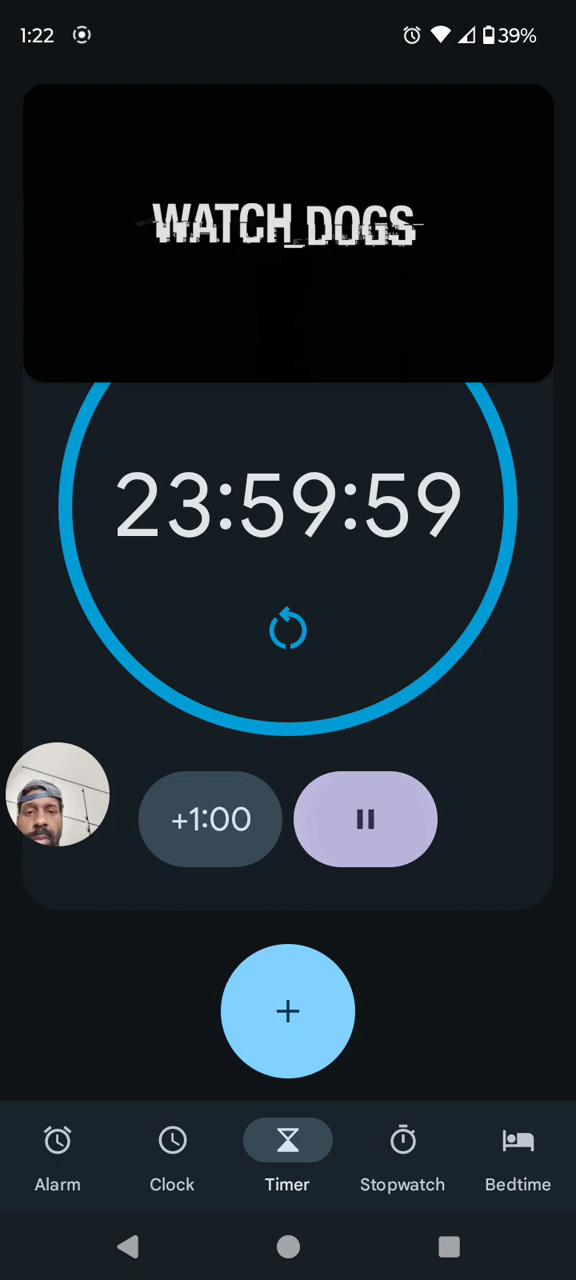 1:22
39%
WATCH_DOGS
23:59:59
+1:00
Alarm
Clock
Timer
Stopwatch
Bedtime